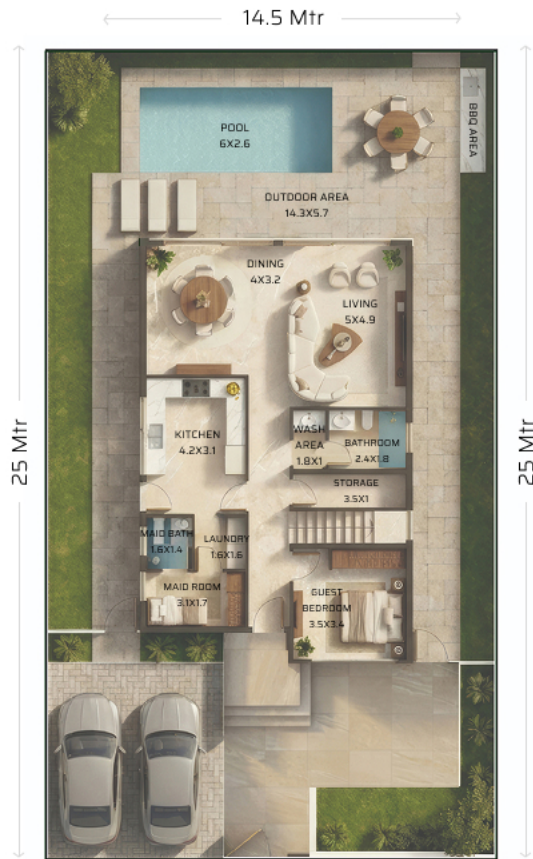 14.5 Mtr
25 Mtr
25 Mtr
POOL
6X2.6
BBQ AREA
OUTDOOR AREA
14.3X5.7
DINING
4X3.2
LIVING
5X4.9
KITCHEN
4.2X3.1
WASH
AREA
1.8X1
BATHROOM
2.4X1.8
STORAGE
3.5X1
MAID BATH
1.6X1.4
LAUNDRY
1.6X1.6
MAID ROOM
3.1X1.7
GUEST
BEDROOM
3.5X3.4